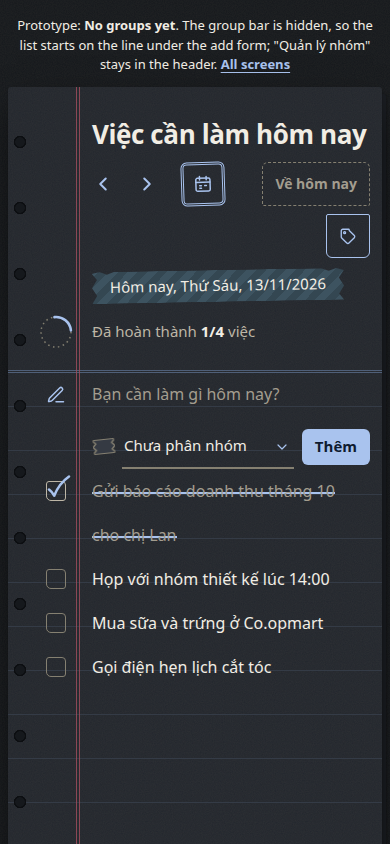 Prototype: No groups yet. The group bar is hidden, so the
list starts on the line under the add form; "Quản lý nhóm"
stays in the header. All screens
Việc cần làm hôm nay
Về hôm nay
Hôm nay, Thứ Sáu, 13/11/2026
Đã hoàn thành 1/4 việc
Bạn cần làm gì hôm nay?
Chưa phân nhóm
Thêm
Gửi báo cáo doanh thu tháng 10
cho chị Lan
Họp với nhóm thiết kế lúc 14:00
Mua sữa và trứng ở Co.opmart
Gọi điện hẹn lịch cắt tóc